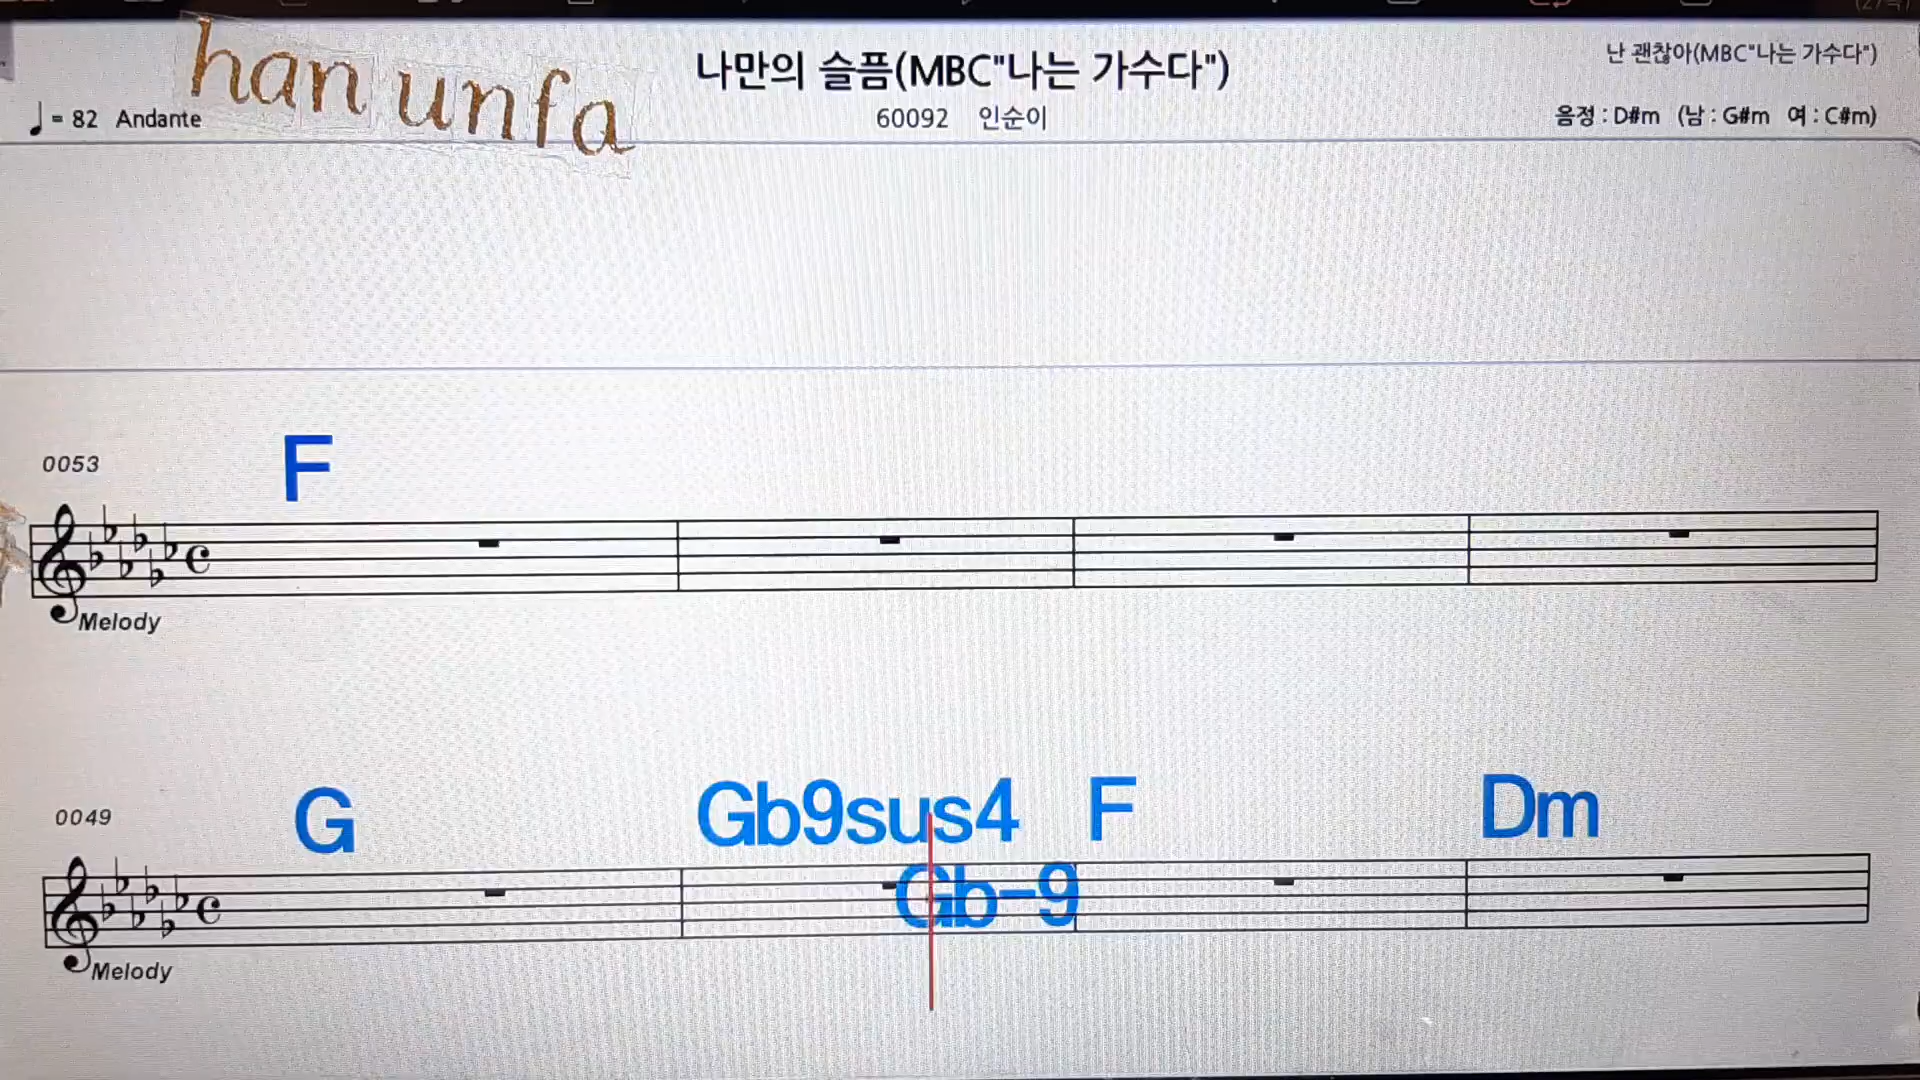 han unfa
나만의 슬픔(MBC"나는 가수다")
난 괜찮아(MBC"나는 가수다")
= 82 Andante
60092 인순이
음정 : D#m (남 : G#m 여 : C#m)
0053
F
Melody
0049
G Gb9sus4 F Dm
Gb-9
Melody